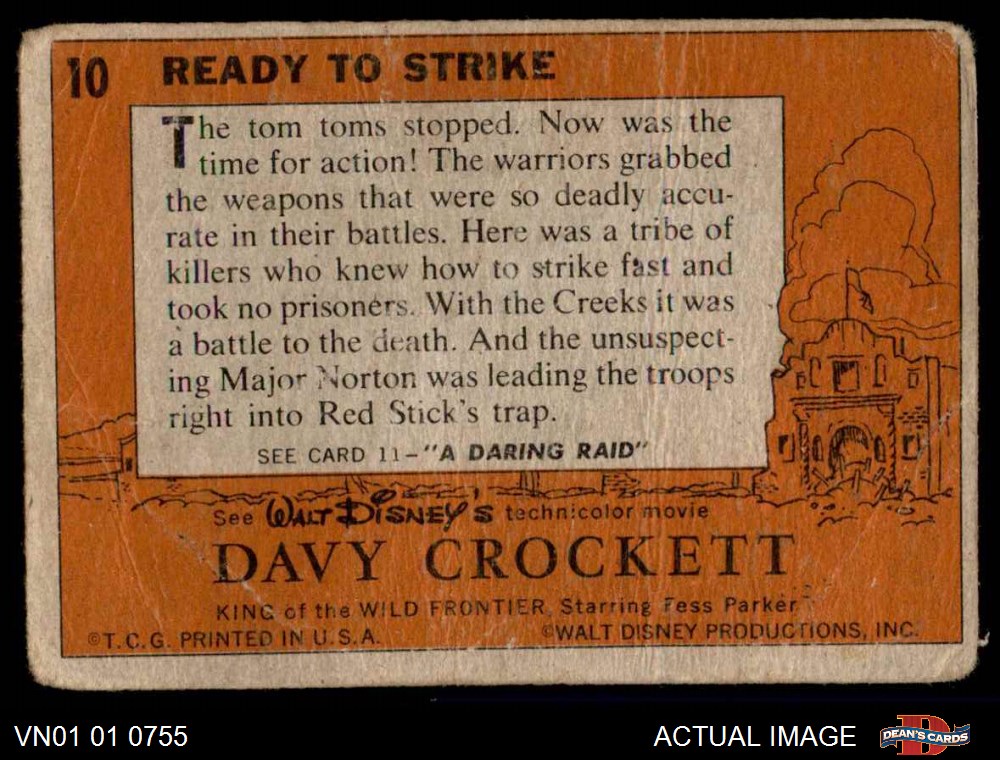 10 READY TO STRIKE
The tom toms stopped. Now was the
time for action! The warriors grabbed
the weapons that were so deadly accu-
rate in their battles. Here was a tribe of
killers who knew how to strike fast and
took no prisoners. With the Creeks it was
a battle to the death. And the unsuspect-
ing Major Norton was leading the troops
right into Red Stick's trap.
SEE CARD 11-"A DARING RAID"
See WALT DISNEY'S technicolor movie
DAVY CROCKETT
KING of the WILD FRONTIER, Starring Fess Parker
©T.C.G. PRINTED IN U.S.A. ©WALT DISNEY PRODUCTIONS, INC.
VN01 01 0755 ACTUAL IMAGE D DEAN'S CARDS